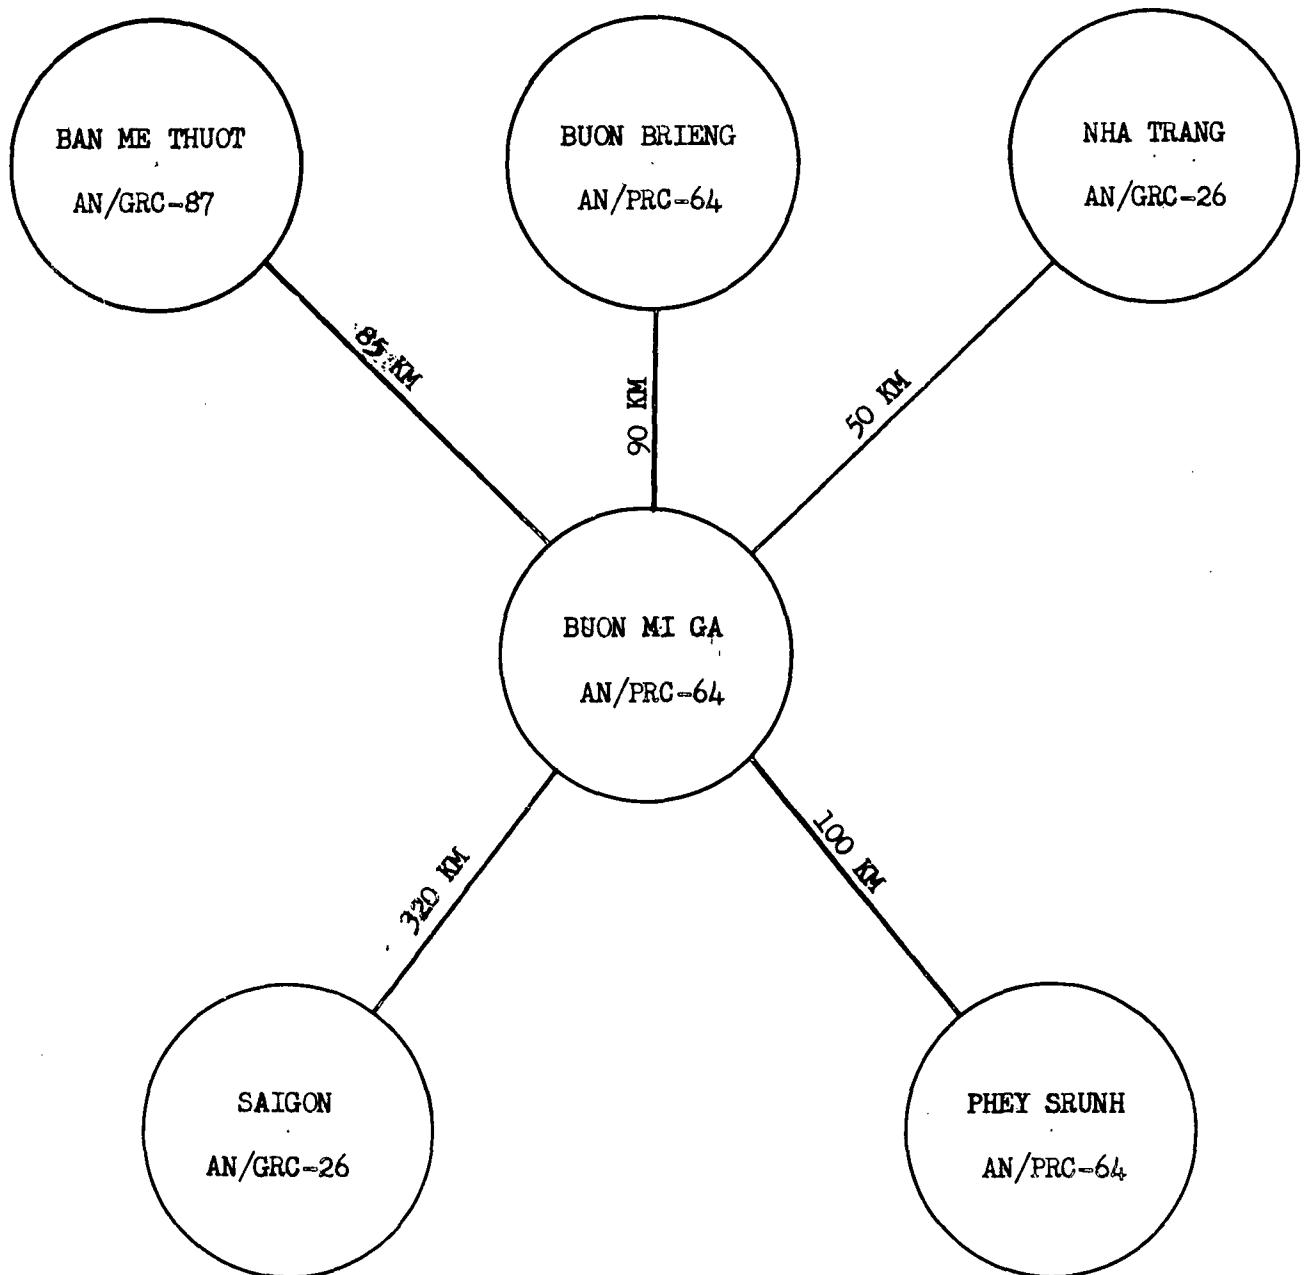 BAN ME THUOT
AN/GRC-87
BUON BRIENG
AN/PRC-64
NHA TRANG
AN/GRC-26
85 KM
90 KM
50 KM
BUON MI GA
AN/PRC-64
320 KM
100 KM
SAIGON
AN/GRC-26
PHEY SRUNH
AN/PRC-64